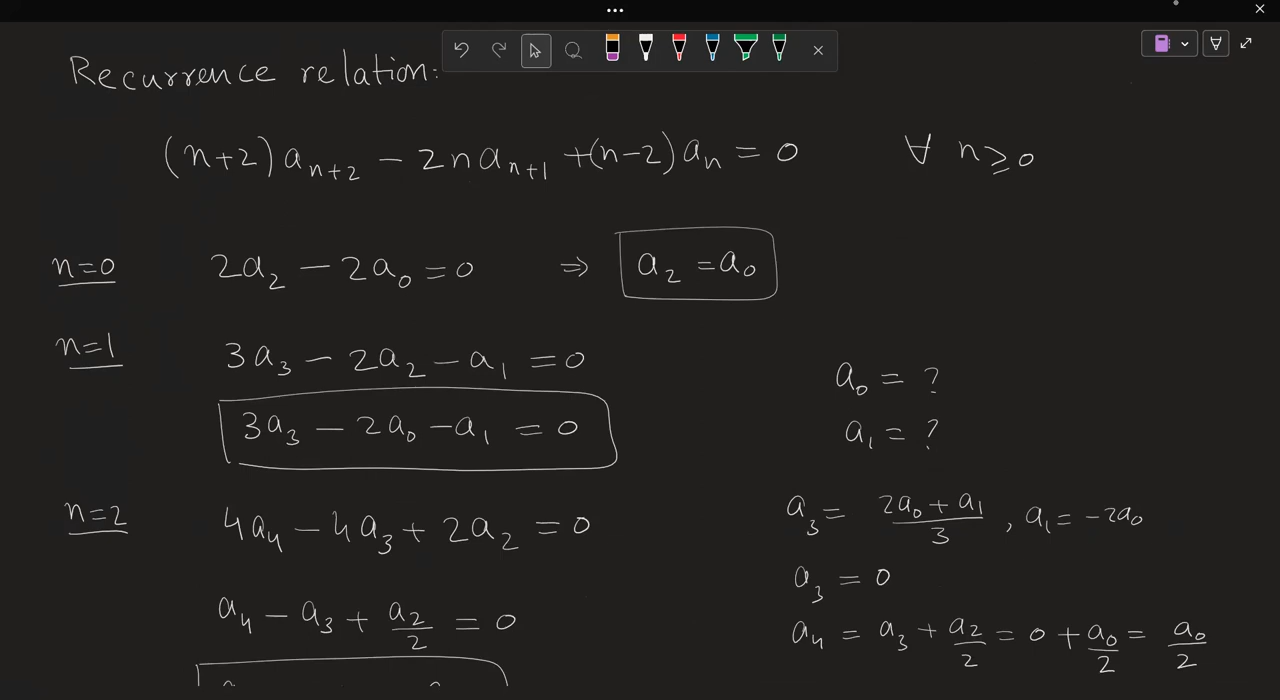 Recurrence relation:
(n+2) a_{n+2} - 2n a_{n+1} + (n-2) a_n = 0 ∀ n ≥ 0
n=0 2a_2 - 2a_0 = 0 ⇒ a_2 = a_0
n=1 3a_3 - 2a_2 - a_1 = 0
3a_3 - 2a_0 - a_1 = 0
n=2 4a_4 - 4a_3 + 2a_2 = 0
a_4 - a_3 + a_2/2 = 0
a_0 = ?
a_1 = ?
a_3 = (2a_0 + a_1)/3 , a_1 = -2a_0
a_3 = 0
a_4 = a_3 + a_2/2 = 0 + a_0/2 = a_0/2